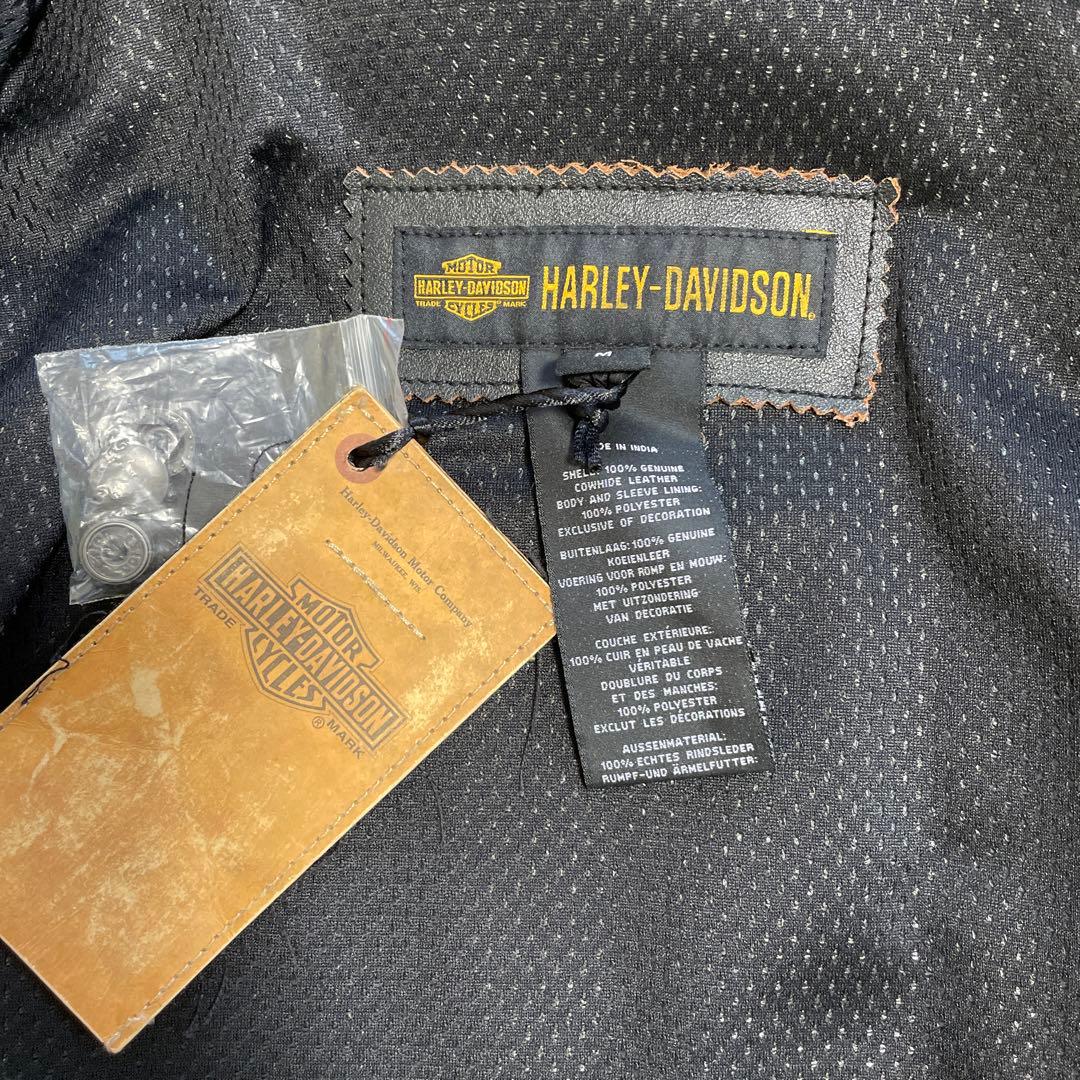 MOTOR
HARLEY-DAVIDSON
TRADE MARK
CYCLES ®
HARLEY-DAVIDSON®
M
DE IN INDIA
SHELL: 100% GENUINE
COWHIDE LEATHER
BODY AND SLEEVE LINING:
100% POLYESTER
EXCLUSIVE OF DECORATION
BUITENLAAG: 100% GENUINE
KOEIENLEER
VOERING VOOR ROMP EN MOUW:
100% POLYESTER
MET UITZONDERING
VAN DECORATIE
COUCHE EXTÉRIEURE:
100% CUIR EN PEAU DE VACHE
VÉRITABLE
DOUBLURE DU CORPS
ET DES MANCHES:
100% POLYESTER
EXCLUT LES DÉCORATIONS
AUSSENMATERIAL:
100% ECHTES RINDSLEDER
RUMPF-UND ÄRMELFUTTER:
Harley-Davidson Motor Company
MILWAUKEE, WIS.
MOTOR
HARLEY-DAVIDSON
CYCLES
TRADE ® MARK